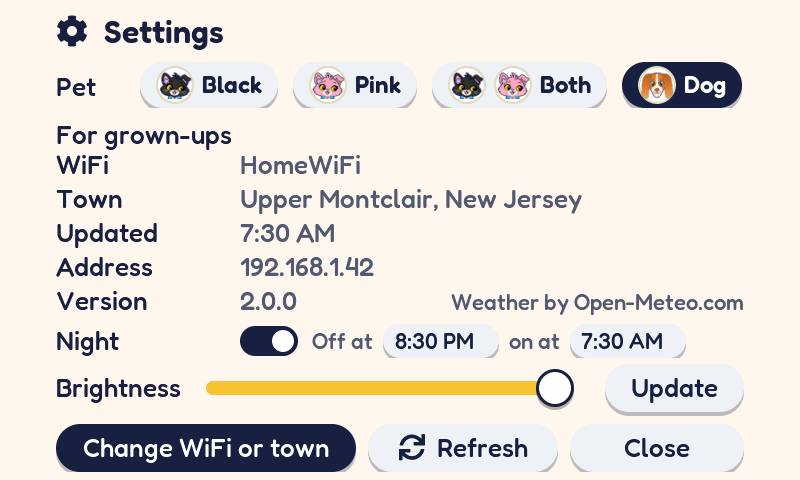 Settings
Pet Black Pink Both Dog
For grown-ups
WiFi HomeWiFi
Town Upper Montclair, New Jersey
Updated 7:30 AM
Address 192.168.1.42
Version 2.0.0 Weather by Open-Meteo.com
Night Off at 8:30 PM on at 7:30 AM
Brightness Update
Change WiFi or town Refresh Close